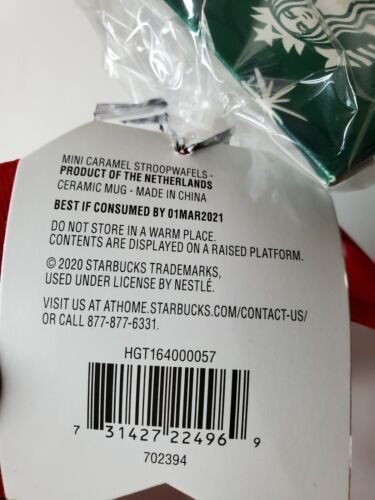 MINI CARAMEL STROOPWAFELS -
PRODUCT OF THE NETHERLANDS
CERAMIC MUG - MADE IN CHINA
BEST IF CONSUMED BY 01MAR2021
DO NOT STORE IN A WARM PLACE.
CONTENTS ARE DISPLAYED ON A RAISED PLATFORM.
© 2020 STARBUCKS TRADEMARKS,
USED UNDER LICENSE BY NESTLÉ.
VISIT US AT ATHOME.STARBUCKS.COM/CONTACT-US/
OR CALL 877-877-6331.
HGT164000057
7 31427 22496 9
702394